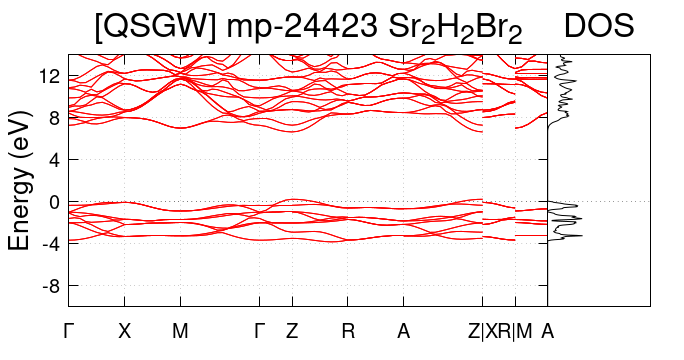 [QSGW] mp-24423 Sr₂H₂Br₂ DOS
Energy (eV)
12
8
4
0
-4
-8
Γ X M Γ Z R A Z|XR|M A